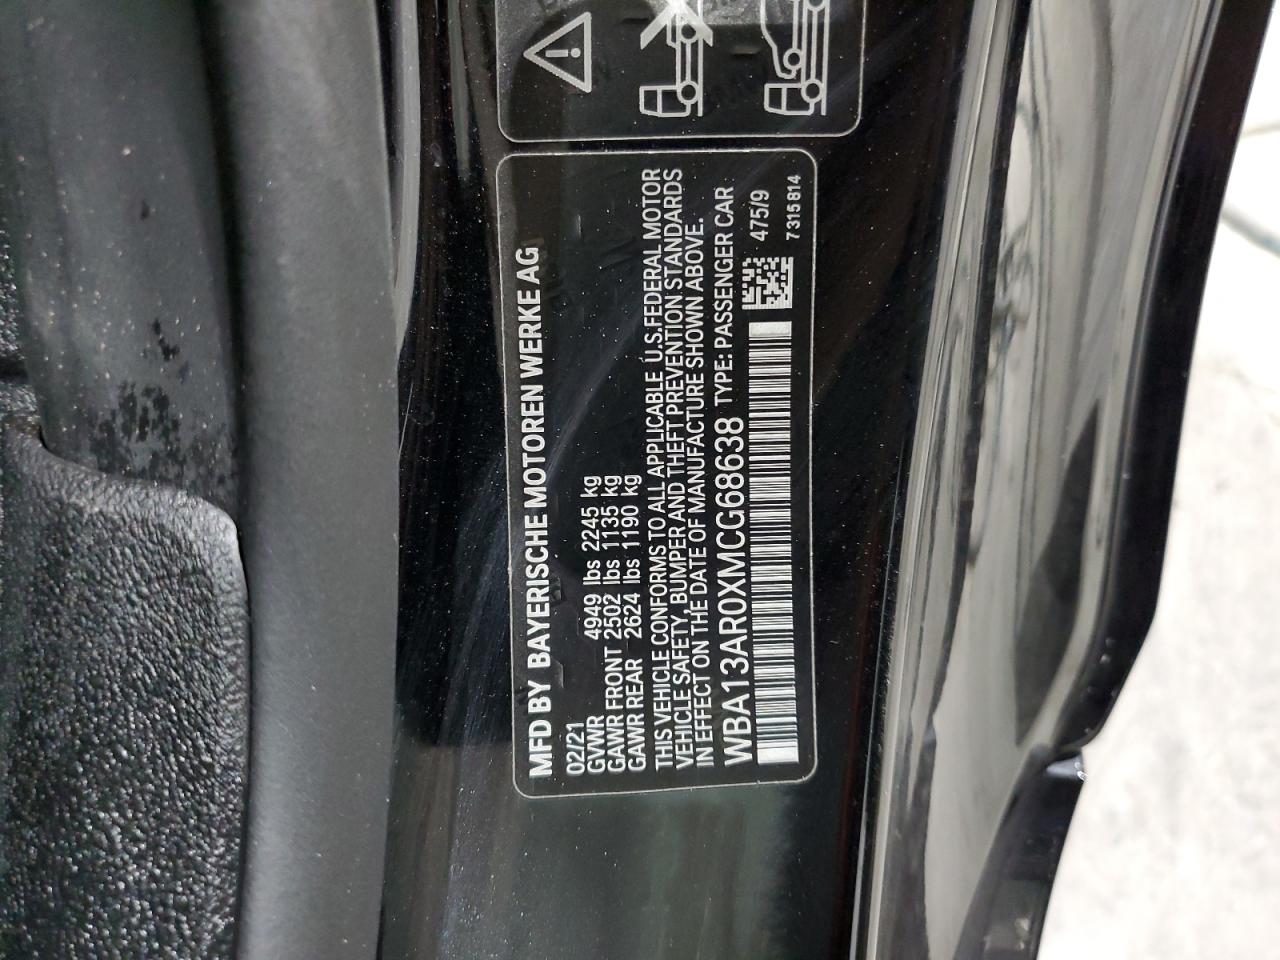 MFD BY BAYERISCHE MOTOREN WERKE AG
02/21
GVWR 4949 lbs 2245 kg
GAWR FRONT 2502 lbs 1135 kg
GAWR REAR 2624 lbs 1190 kg
THIS VEHICLE CONFORMS TO ALL APPLICABLE U.S.FEDERAL MOTOR
VEHICLE SAFETY, BUMPER AND THEFT PREVENTION STANDARDS
IN EFFECT ON THE DATE OF MANUFACTURE SHOWN ABOVE.
WBA13AR0XMCG68638 TYPE: PASSENGER CAR
475/9
7315814